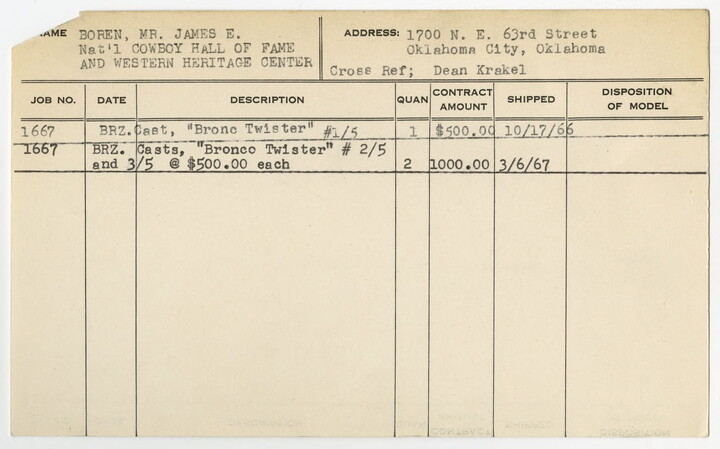 AME BOREN, MR. JAMES E.
Nat'l COWBOY HALL OF FAME
AND WESTERN HERITAGE CENTER
ADDRESS: 1700 N. E. 63rd Street
Oklahoma City, Oklahoma
Cross Ref; Dean Krakel
JOB NO. DATE DESCRIPTION QUAN CONTRACT AMOUNT SHIPPED DISPOSITION OF MODEL
1667 BRZ. Cast, "Bronc Twister" #1/5 1 $500.00 10/17/66
1667 BRZ. Casts, "Bronco Twister" # 2/5
and 3/5 @ $500.00 each 2 1000.00 3/6/67